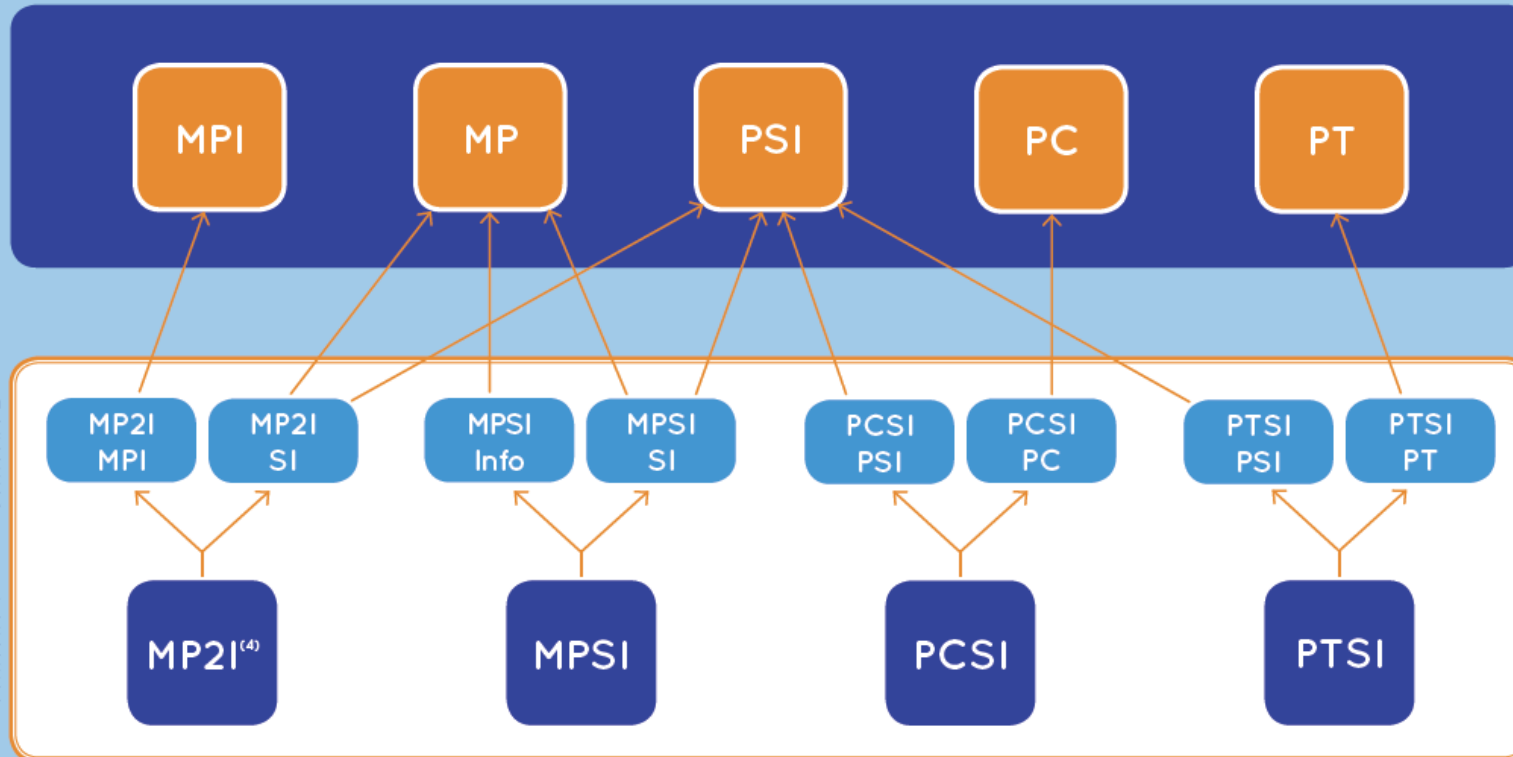 MPI
MP
PSI
PC
PT
MP2I
MPI
MP2I
SI
MPSI
Info
MPSI
SI
PCSI
PSI
PCSI
PC
PTSI
PSI
PTSI
PT
MP2I⁽⁴⁾
MPSI
PCSI
PTSI